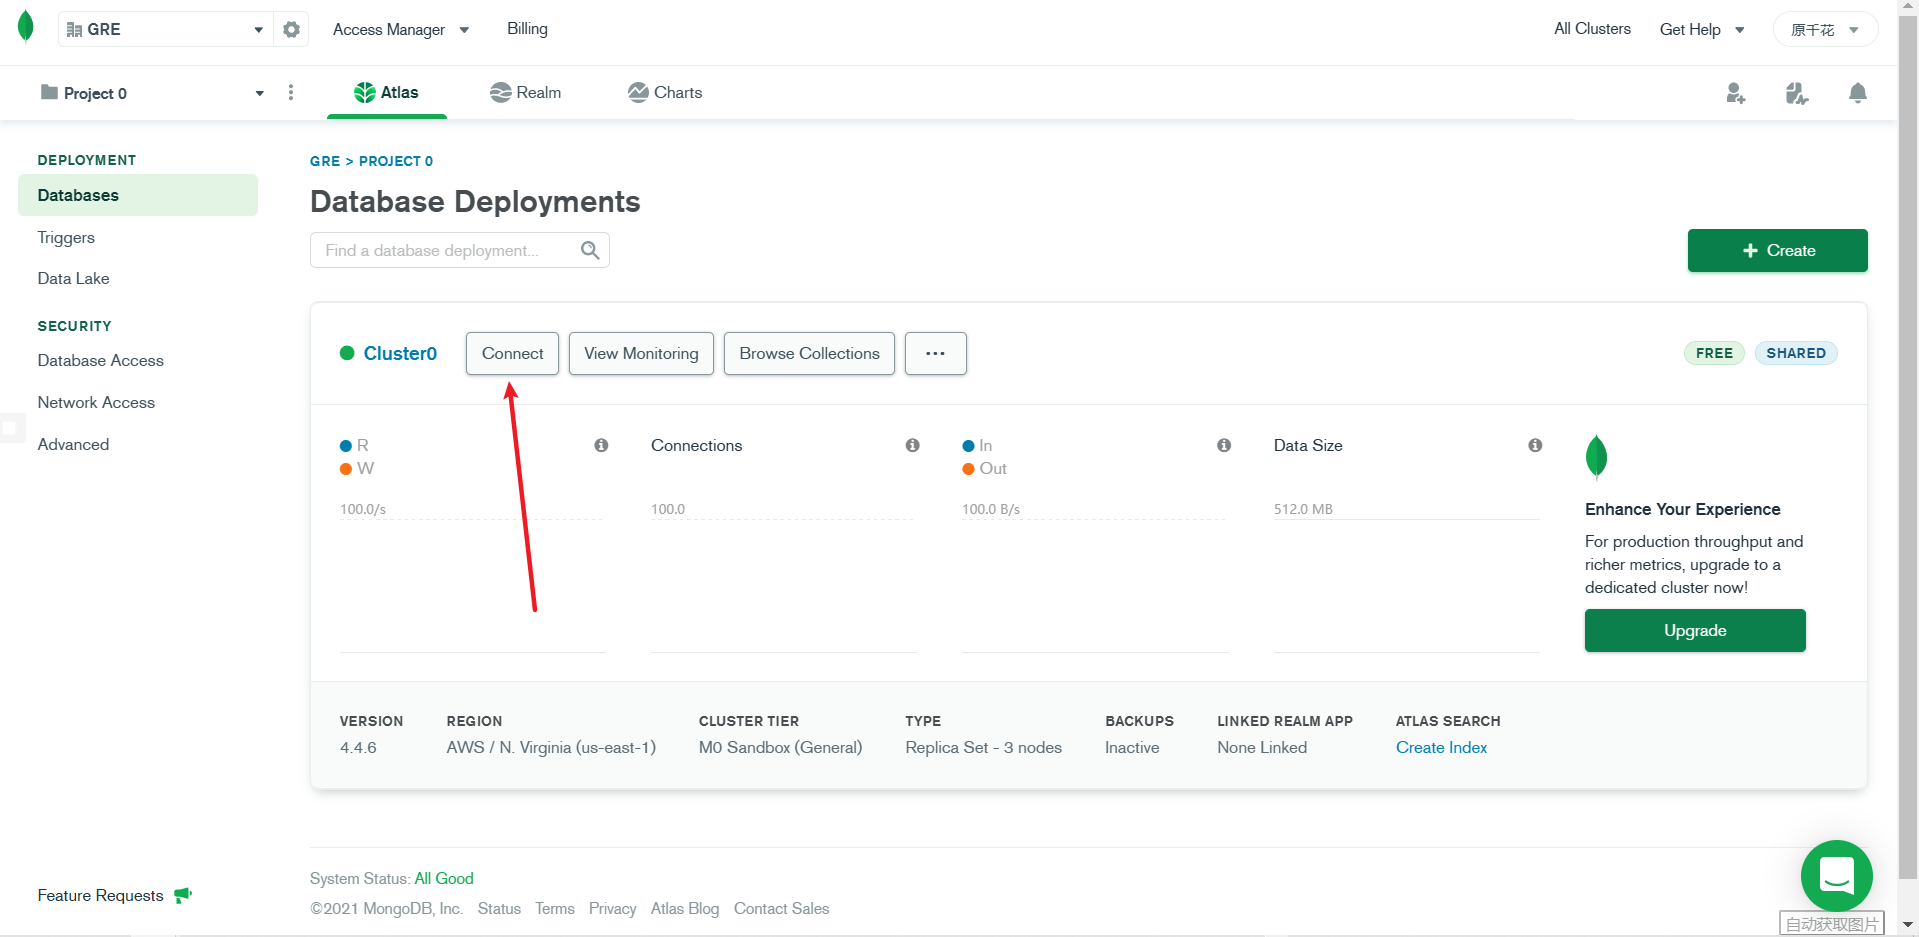 GRE
Access Manager
Billing
All Clusters
Get Help
原千花
Project 0
Atlas
Realm
Charts
DEPLOYMENT
Databases
Triggers
Data Lake
SECURITY
Database Access
Network Access
Advanced
Feature Requests
GRE > PROJECT 0
Database Deployments
Find a database deployment...
+ Create
Cluster0
Connect
View Monitoring
Browse Collections
...
FREE
SHARED
R
W
100.0/s
Connections
100.0
In
Out
100.0 B/s
Data Size
512.0 MB
Enhance Your Experience
For production throughput and
richer metrics, upgrade to a
dedicated cluster now!
Upgrade
VERSION
4.4.6
REGION
AWS / N. Virginia (us-east-1)
CLUSTER TIER
M0 Sandbox (General)
TYPE
Replica Set - 3 nodes
BACKUPS
Inactive
LINKED REALM APP
None Linked
ATLAS SEARCH
Create Index
System Status: All Good
©2021 MongoDB, Inc. Status Terms Privacy Atlas Blog Contact Sales
自动获取图片